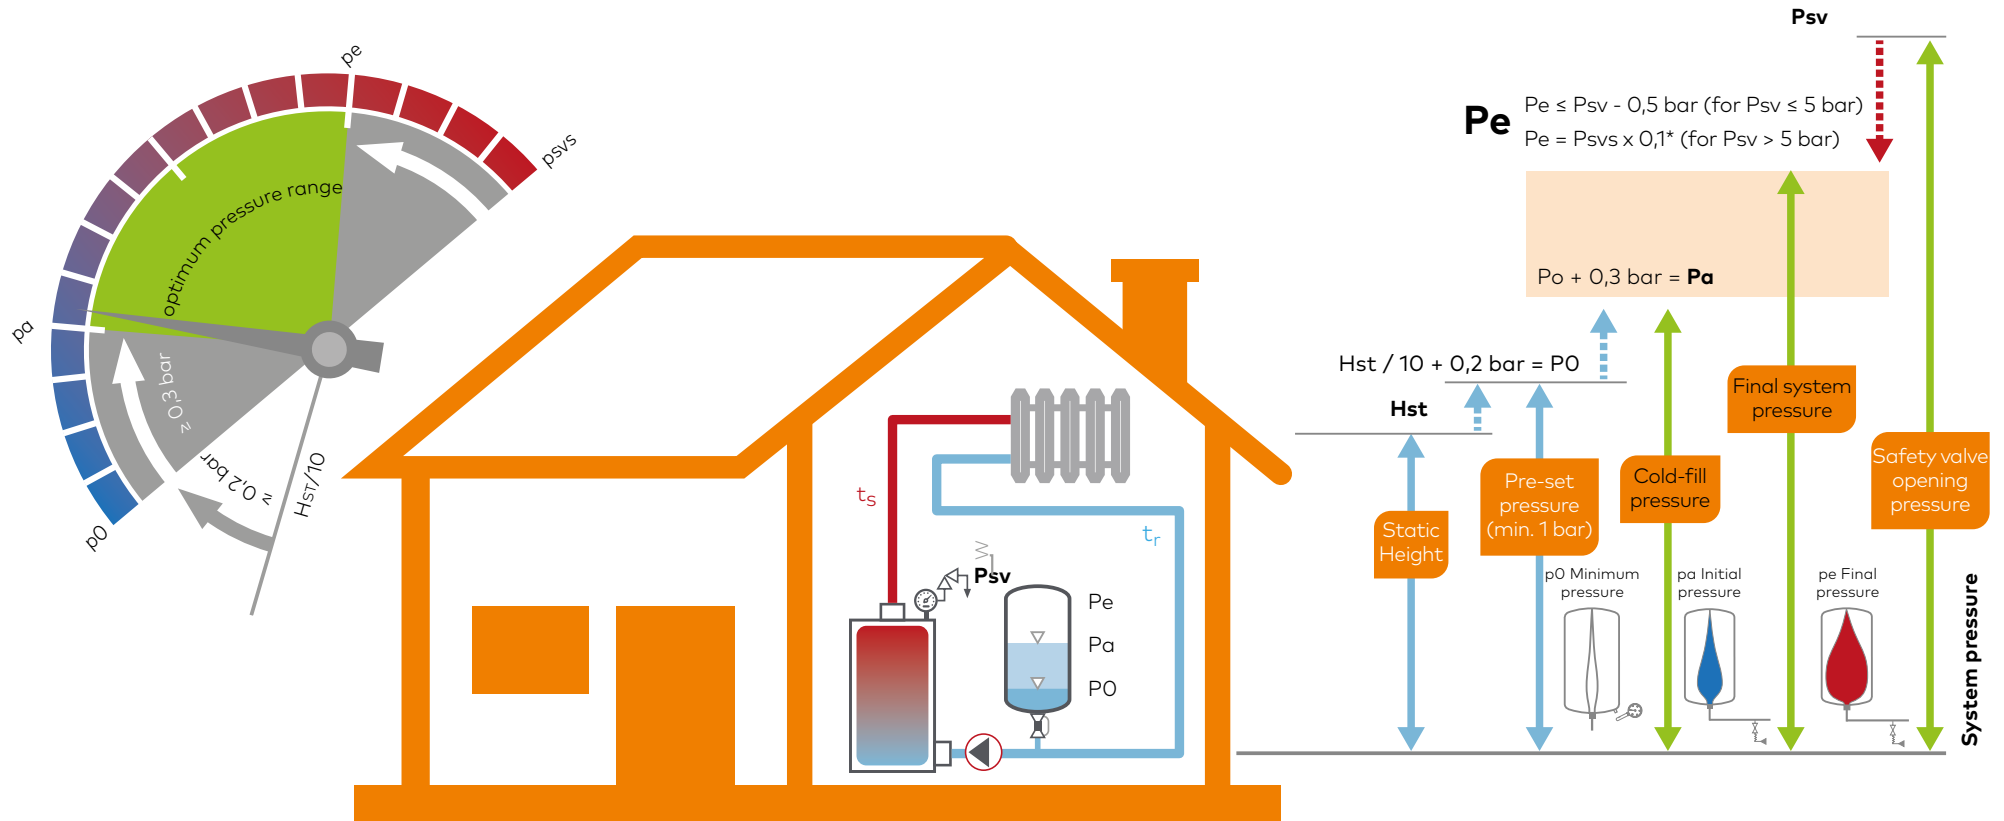 pe
psvs
optimum pressure range
pa
≥ 0,3 bar
≥ 0,2 bar
HST/10
p0
ts
tr
Psv
Pe
Pa
P0
Psv
Pe
Pe ≤ Psv - 0,5 bar (for Psv ≤ 5 bar)
Pe = Psvs x 0,1* (for Psv > 5 bar)
Po + 0,3 bar = Pa
Hst / 10 + 0,2 bar = P0
Hst
Final system
pressure
Safety valve
opening
pressure
Cold-fill
pressure
Pre-set
pressure
(min. 1 bar)
Static
Height
p0 Minimum
pressure
pa Initial
pressure
pe Final
pressure
System pressure